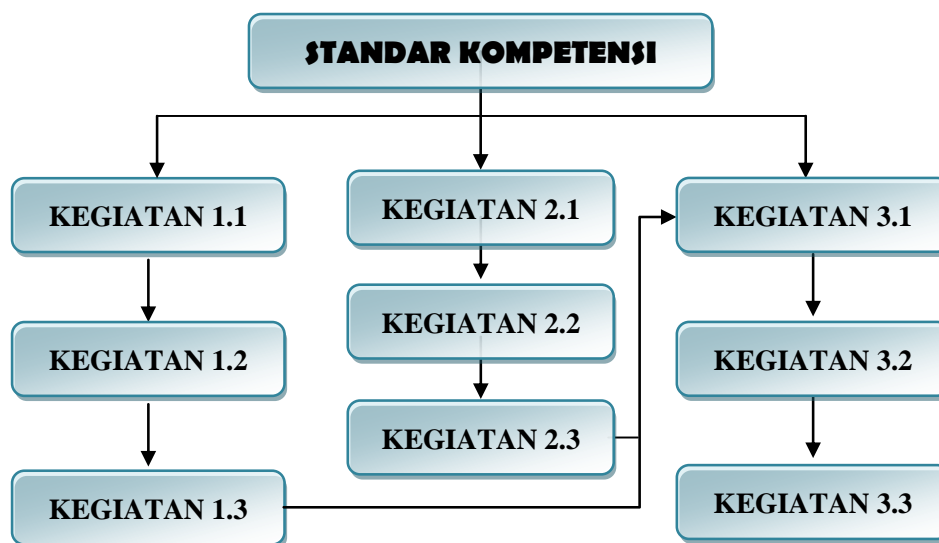 STANDAR KOMPETENSI
KEGIATAN 1.1
KEGIATAN 2.1
KEGIATAN 3.1
KEGIATAN 1.2
KEGIATAN 2.2
KEGIATAN 3.2
KEGIATAN 2.3
KEGIATAN 1.3
KEGIATAN 3.3